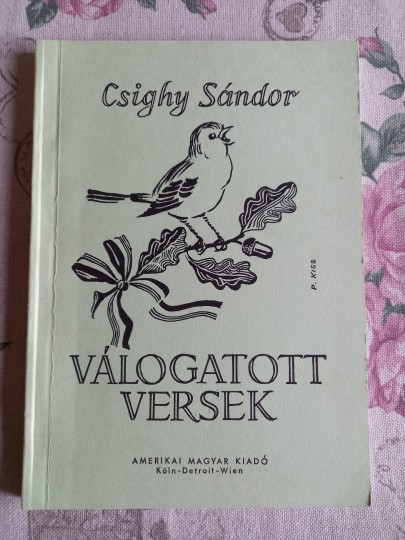 Csighy Sándor
P. KISS
VÁLOGATOTT
VERSEK
AMERIKAI MAGYAR KIADÓ
Köln-Detroit-Wien